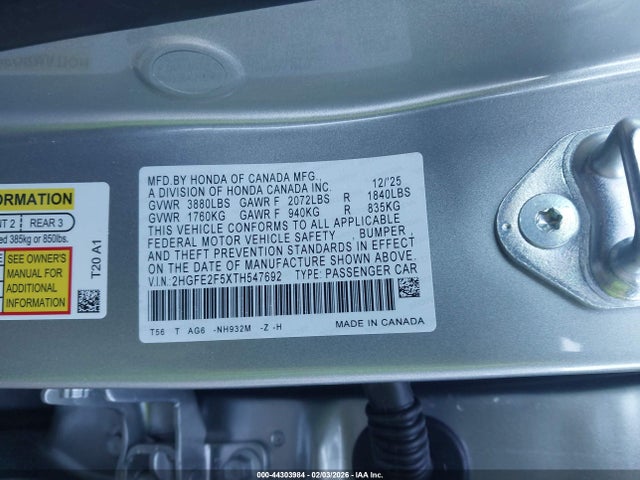 MFD.BY HONDA OF CANADA MFG.,
A DIVISION OF HONDA CANADA INC. 12/'25
GVWR 3880LBS GAWR F 2072LBS R 1840LBS
GVWR 1760KG GAWR F 940KG R 835KG
THIS VEHICLE CONFORMS TO ALL APPLICABLE
FEDERAL MOTOR VEHICLE SAFETY , BUMPER ,
AND THEFT PREVENTION STANDARDS IN EFFECT
ON THE DATE OF MANUFACTURE SHOWN ABOVE.
V.I.N: 2HGFE2F5XTH547692 TYPE: PASSENGER CAR
T56 T AG6 -NH932M -Z -H
MADE IN CANADA
REAR 3
385kg or 850lbs.
SEE OWNER'S
MANUAL FOR
ADDITIONAL
INFORMATION
T20 A1
000-44303984 | 02/03/2026 - IAA Inc.